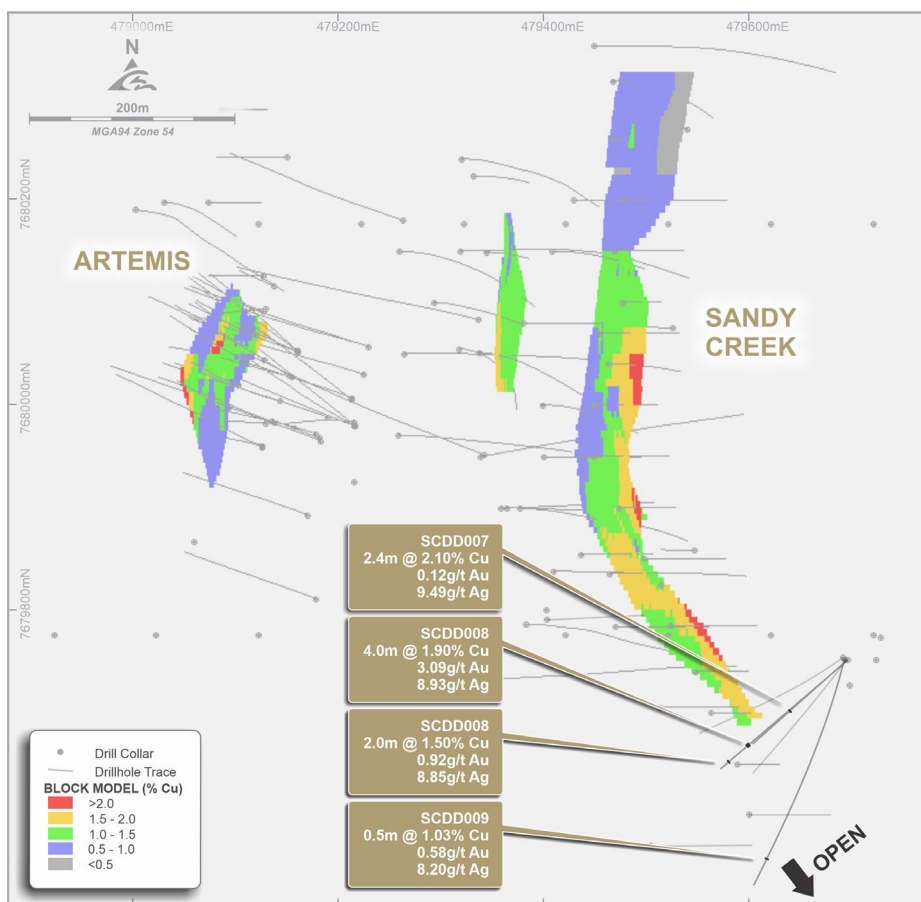 479000mE
479200mE
479400mE
479600mE
N
200m
MGA94 Zone 54
7680200mN
7680000mN
7679800mN
ARTEMIS
SANDY
CREEK
SCDD007
2.4m @ 2.10% Cu
0.12g/t Au
9.49g/t Ag
SCDD008
4.0m @ 1.90% Cu
3.09g/t Au
8.93g/t Ag
SCDD008
2.0m @ 1.50% Cu
0.92g/t Au
8.85g/t Ag
SCDD009
0.5m @ 1.03% Cu
0.58g/t Au
8.20g/t Ag
OPEN
Drill Collar
Drillhole Trace
BLOCK MODEL (% Cu)
>2.0
1.5 - 2.0
1.0 - 1.5
0.5 - 1.0
<0.5